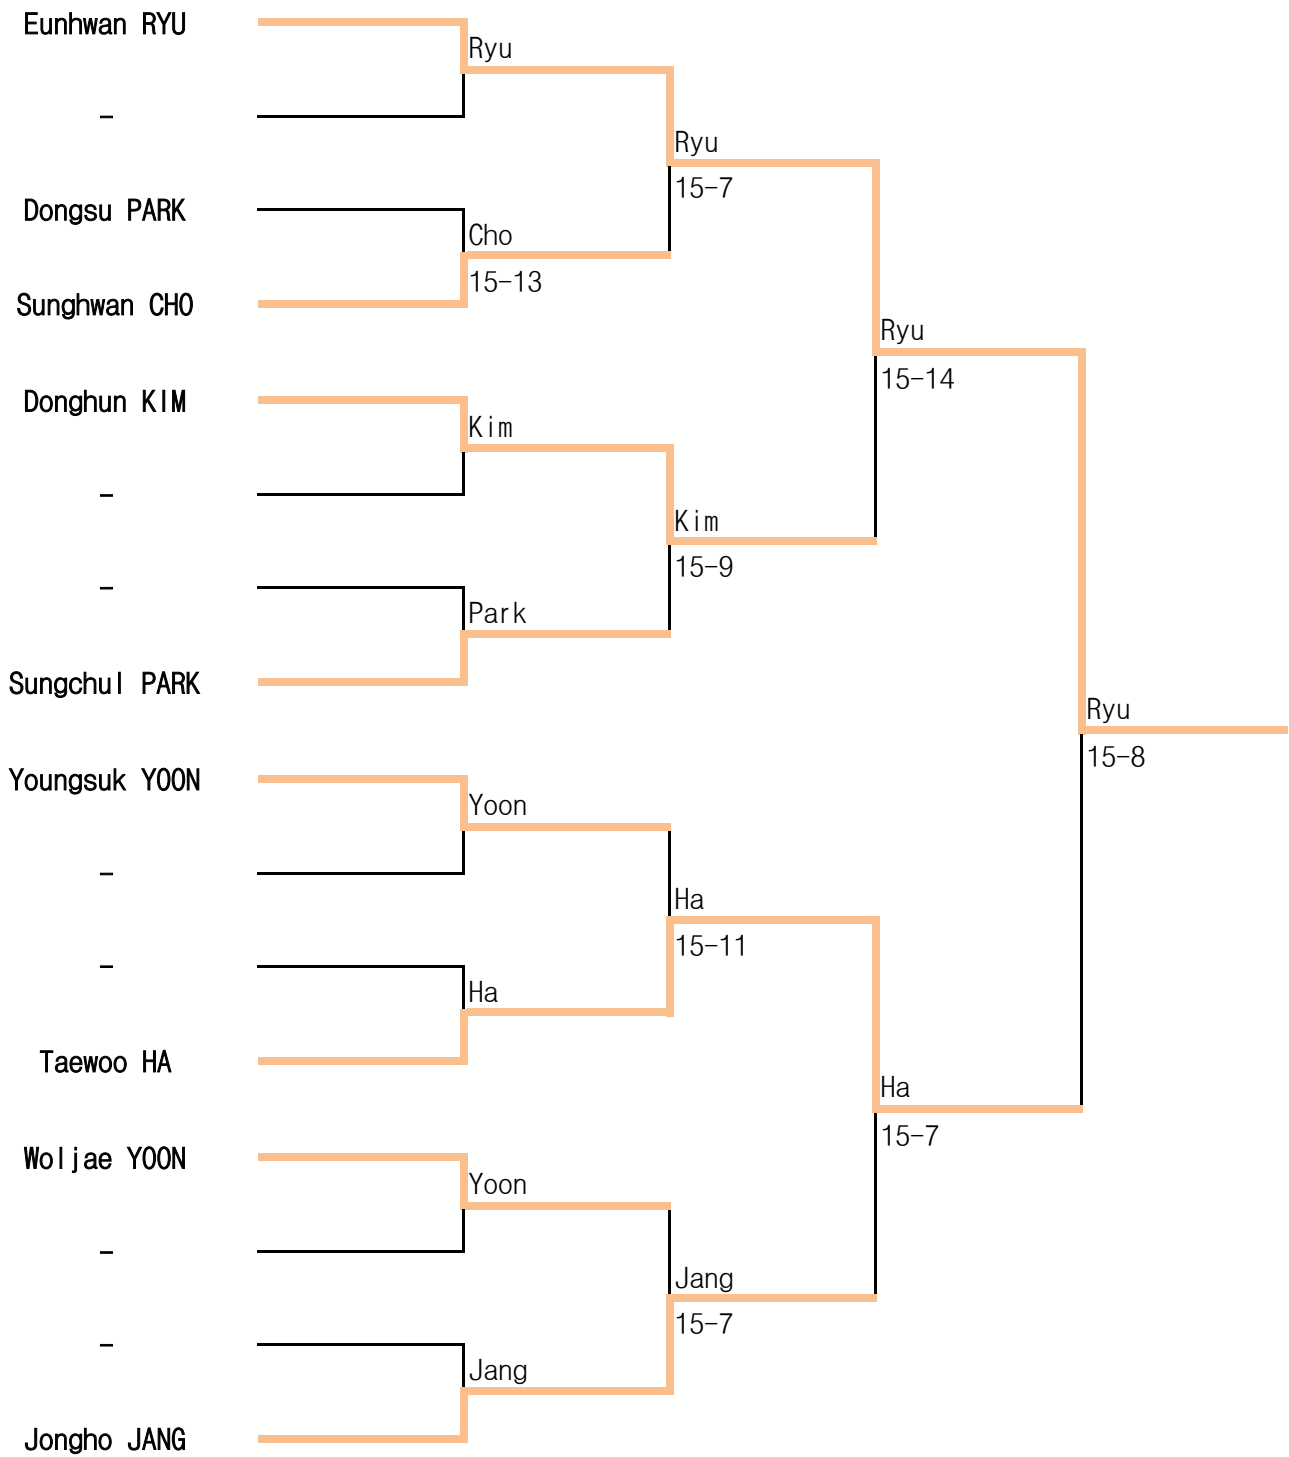 Eunhwan RYU
Ryu
-
Ryu
15-7
Dongsu PARK
Cho
15-13
Sunghwan CHO
Ryu
15-14
Donghun KIM
Kim
-
Kim
15-9
-
Park
Sungchul PARK
Ryu
15-8
Youngsuk YOON
Yoon
-
Ha
15-11
-
Ha
Taewoo HA
Ha
15-7
Woljae YOON
Yoon
-
Jang
15-7
-
Jang
Jongho JANG